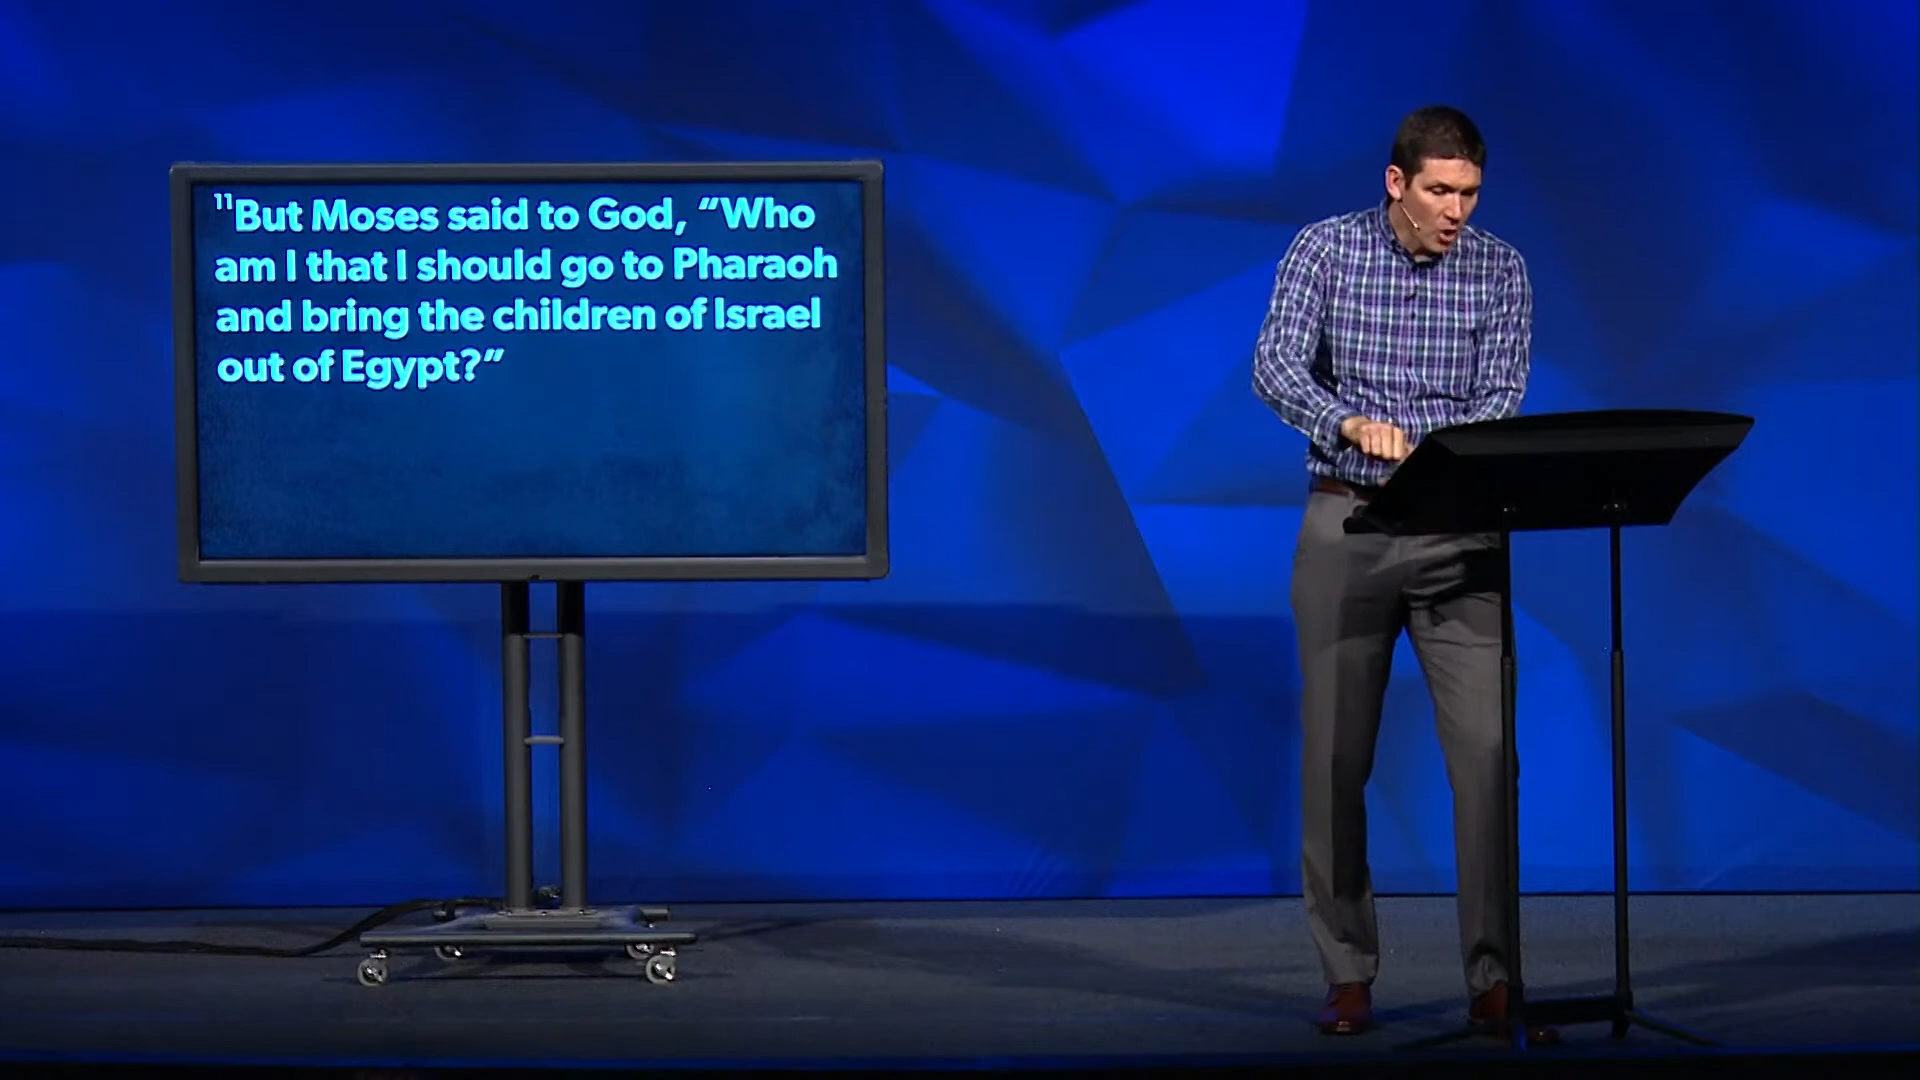 ¹¹But Moses said to God, “Who
am I that I should go to Pharaoh
and bring the children of Israel
out of Egypt?”